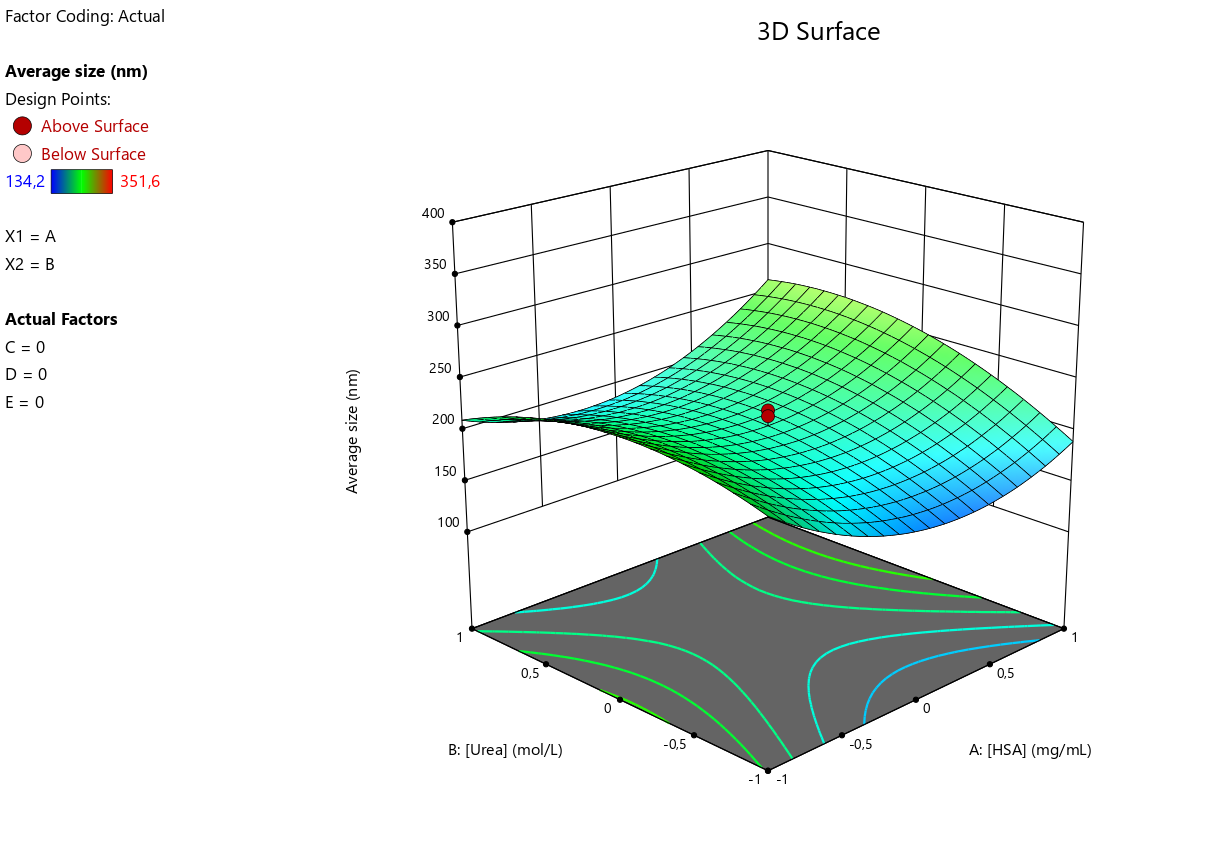 Factor Coding: Actual
3D Surface
Average size (nm)
Design Points:
Above Surface
Below Surface
134,2 351,6
X1 = A
X2 = B
Actual Factors
C = 0
D = 0
E = 0
400
350
300
250
200
150
100
Average size (nm)
1
0,5
0
-0,5
-1
B: [Urea] (mol/L)
-1
-0,5
0
0,5
1
A: [HSA] (mg/mL)